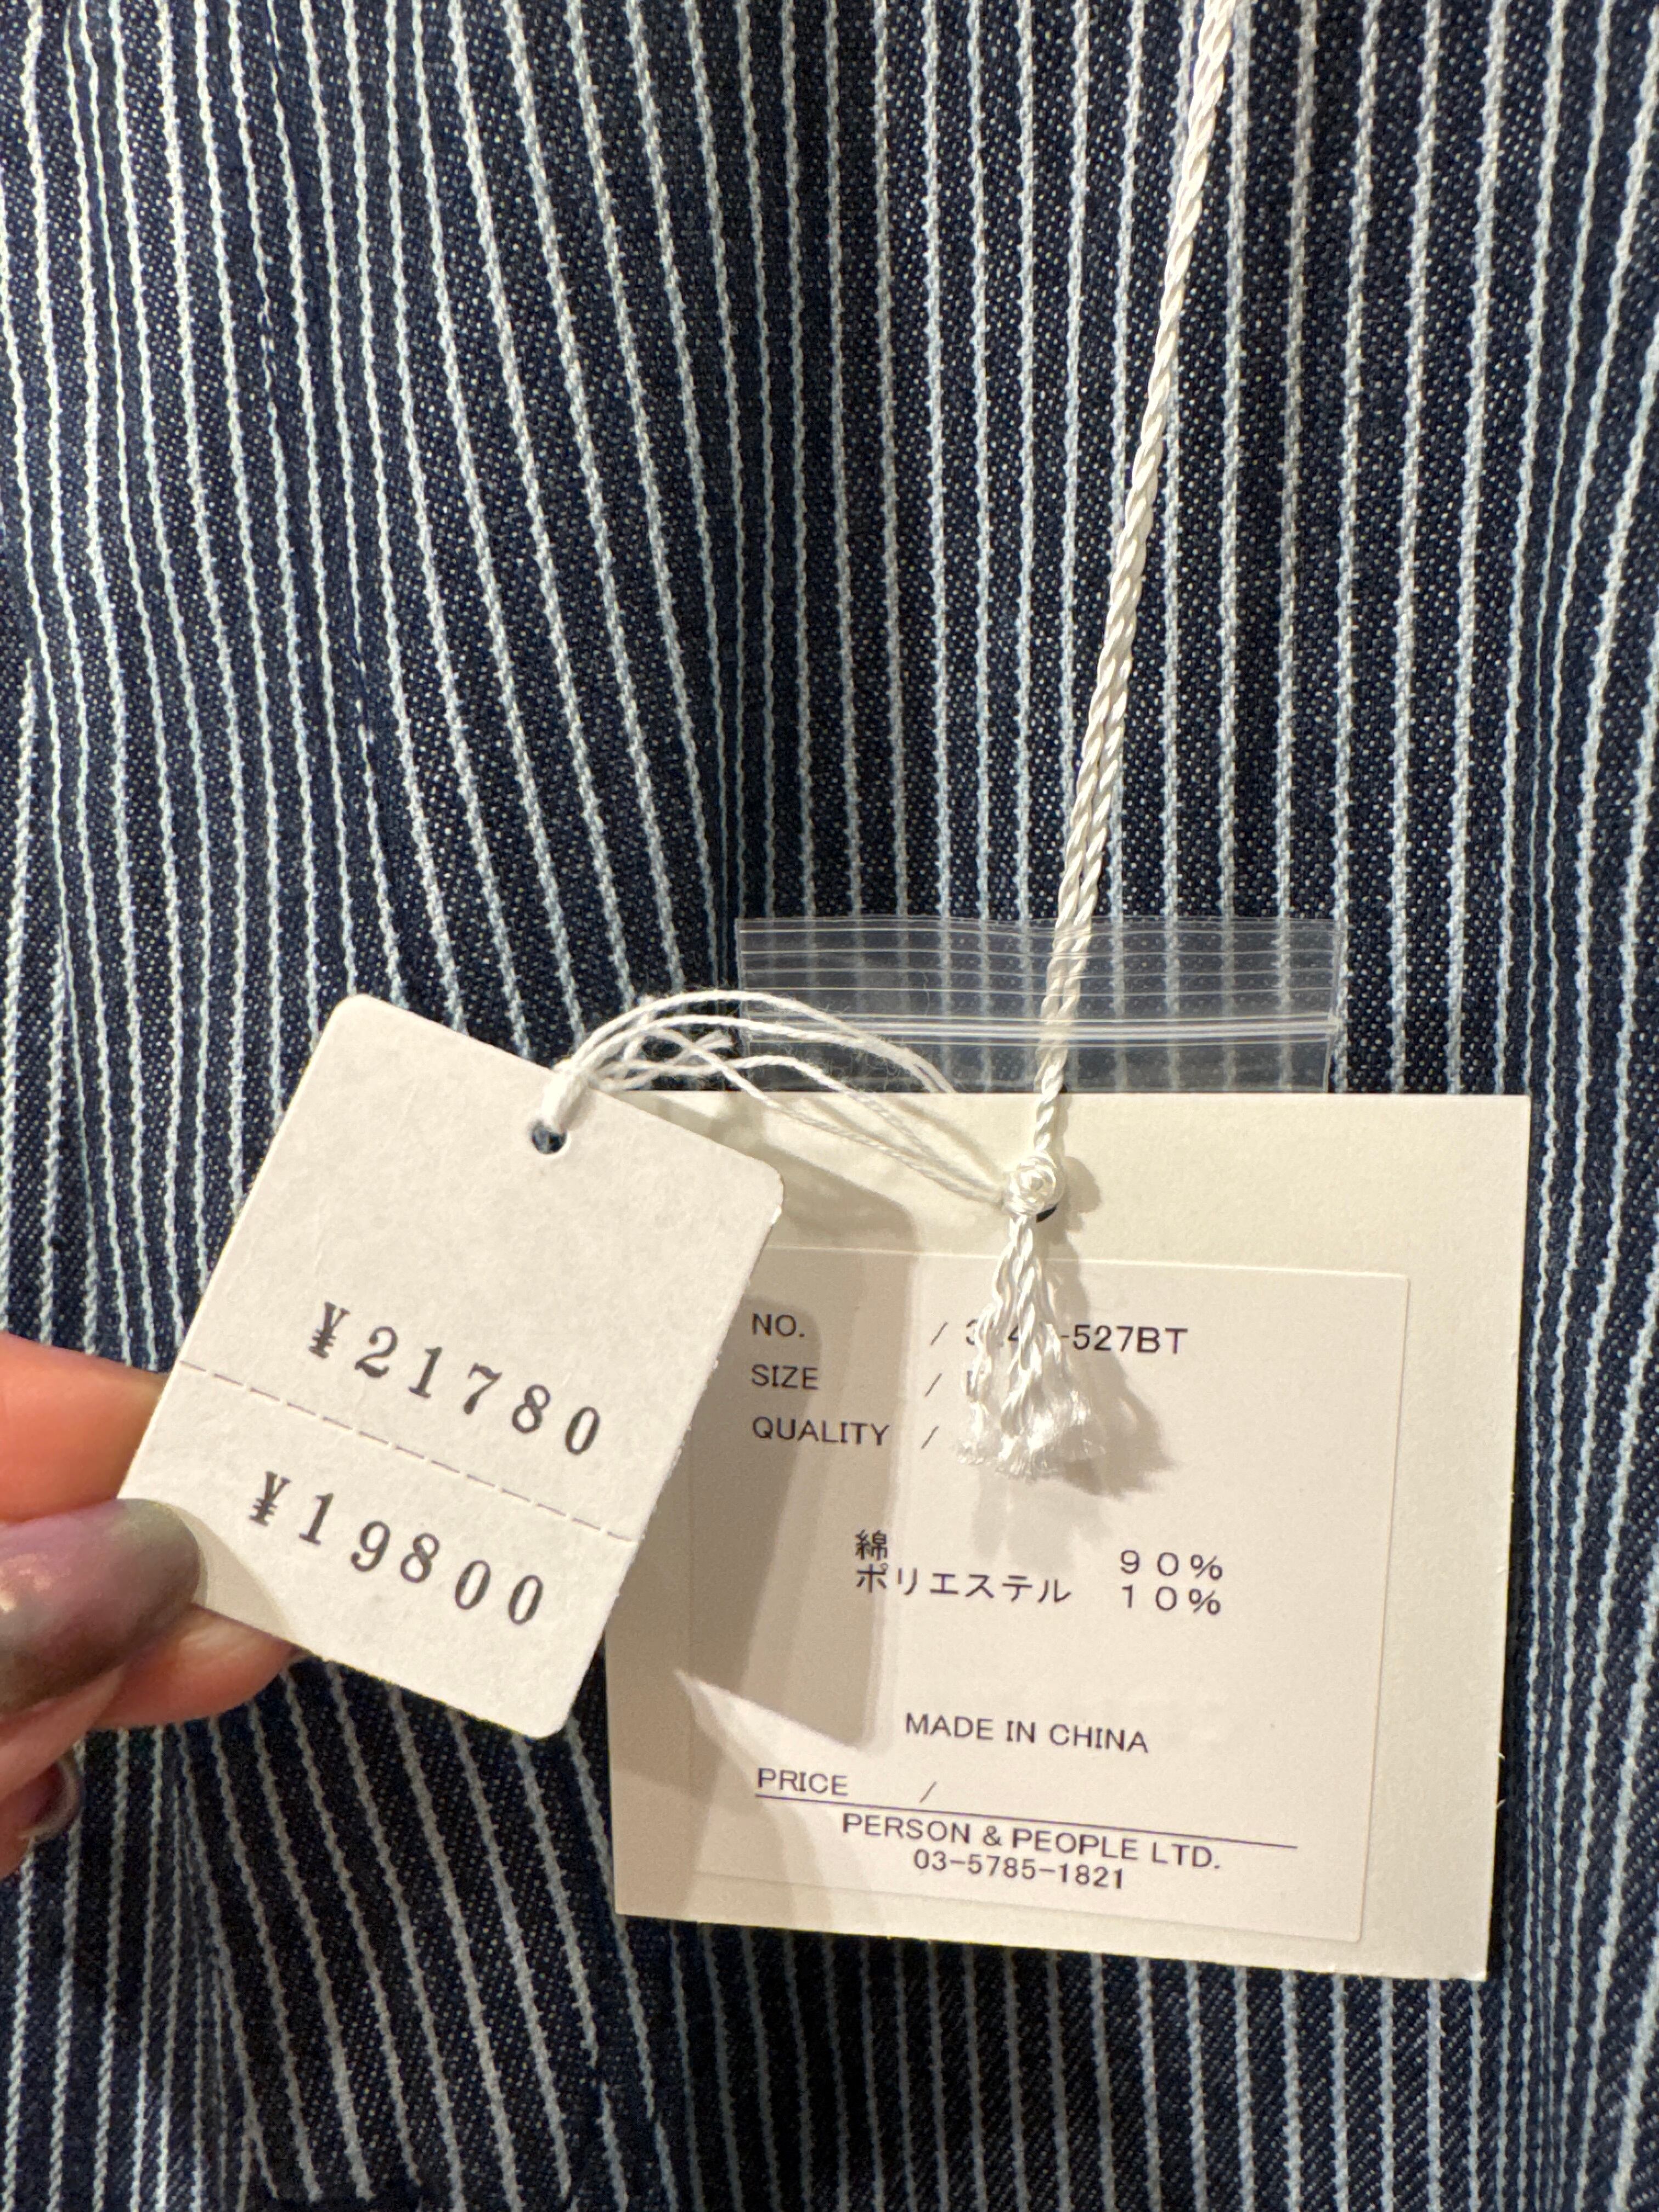 ¥21780
¥19800
NO. / -527BT
SIZE /
QUALITY /
綿 90%
ポリエステル 10%
MADE IN CHINA
PRICE /
PERSON & PEOPLE LTD.
03-5785-1821